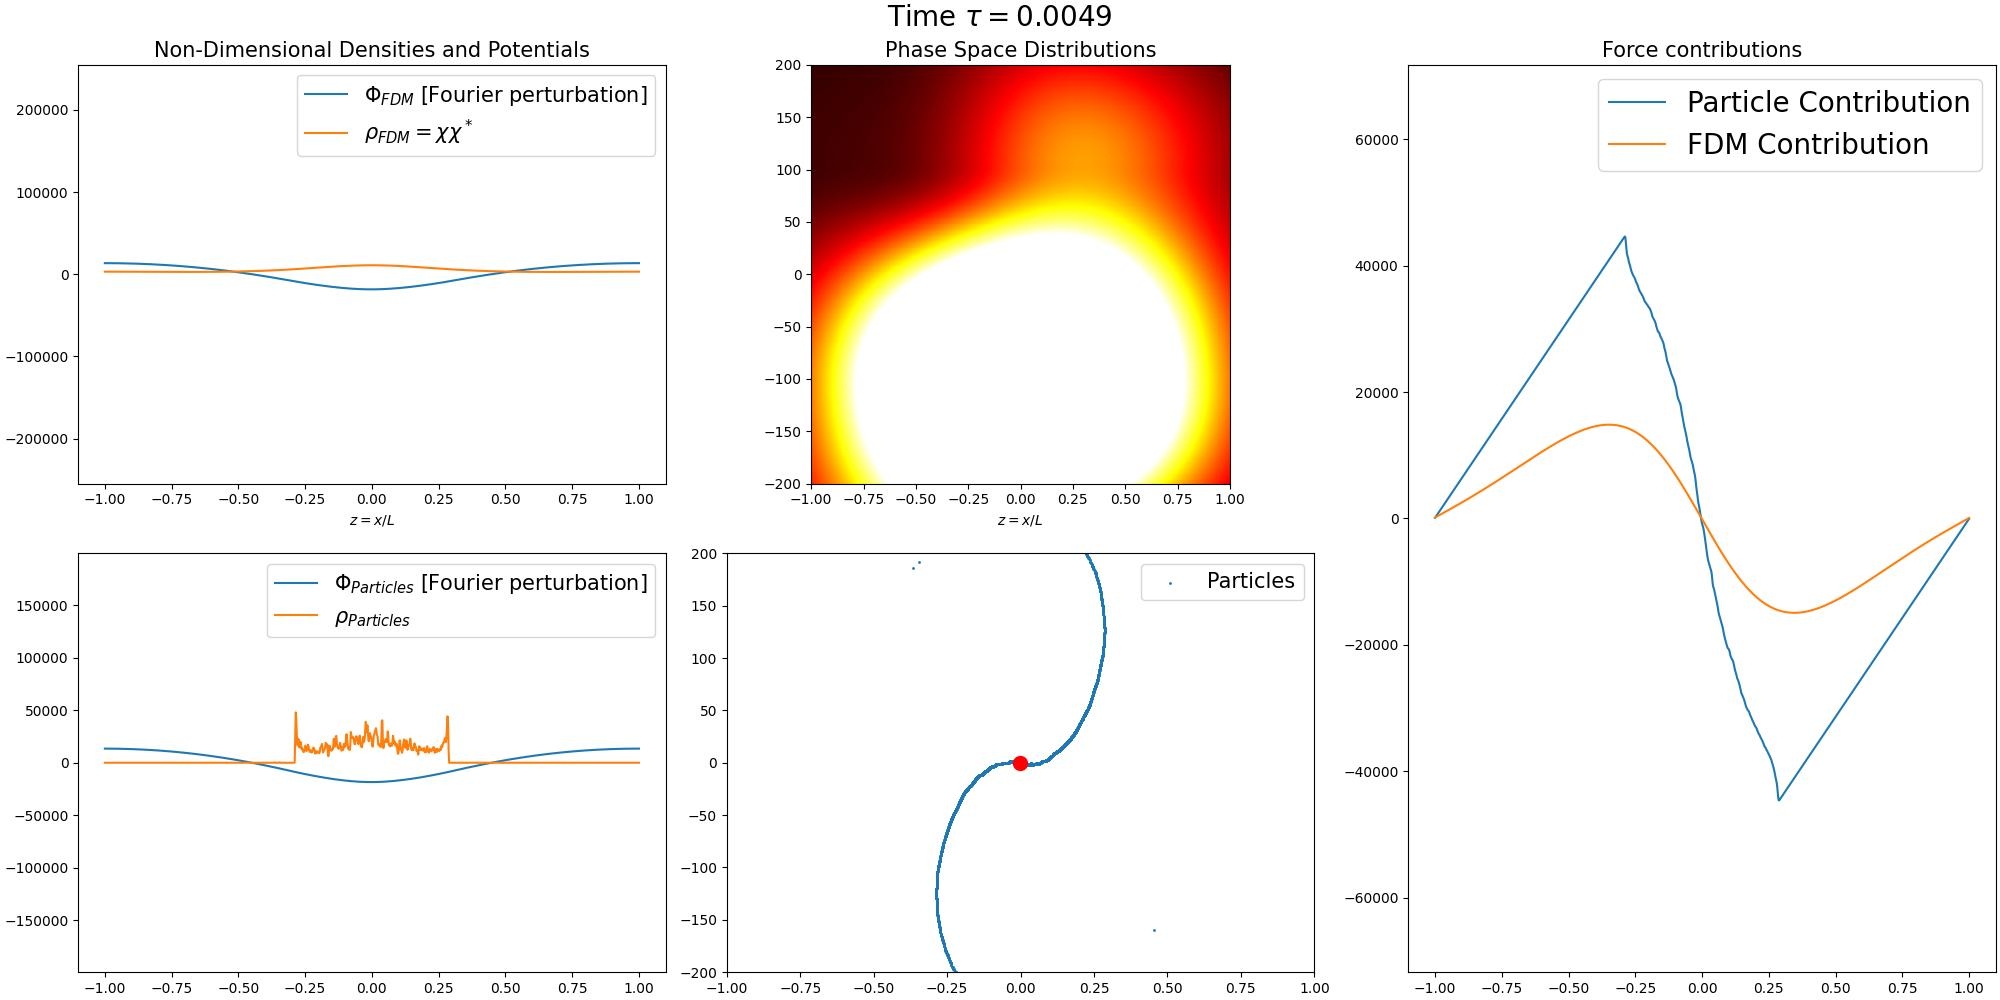 Time τ = 0.0049
Non-Dimensional Densities and Potentials
Φ_FDM [Fourier perturbation]
ρ_FDM = χχ*
200000
100000
0
−100000
−200000
−1.00 −0.75 −0.50 −0.25 0.00 0.25 0.50 0.75 1.00
z = x/L
Phase Space Distributions
200
150
100
50
0
−50
−100
−150
−200
−1.00 −0.75 −0.50 −0.25 0.00 0.25 0.50 0.75 1.00
z = x/L
Force contributions
Particle Contribution
FDM Contribution
60000
40000
20000
0
−20000
−40000
−60000
−1.00 −0.75 −0.50 −0.25 0.00 0.25 0.50 0.75 1.00
Φ_Particles [Fourier perturbation]
ρ_Particles
150000
100000
50000
0
−50000
−100000
−150000
−1.00 −0.75 −0.50 −0.25 0.00 0.25 0.50 0.75 1.00
Particles
200
150
100
50
0
−50
−100
−150
−200
−1.00 −0.75 −0.50 −0.25 0.00 0.25 0.50 0.75 1.00